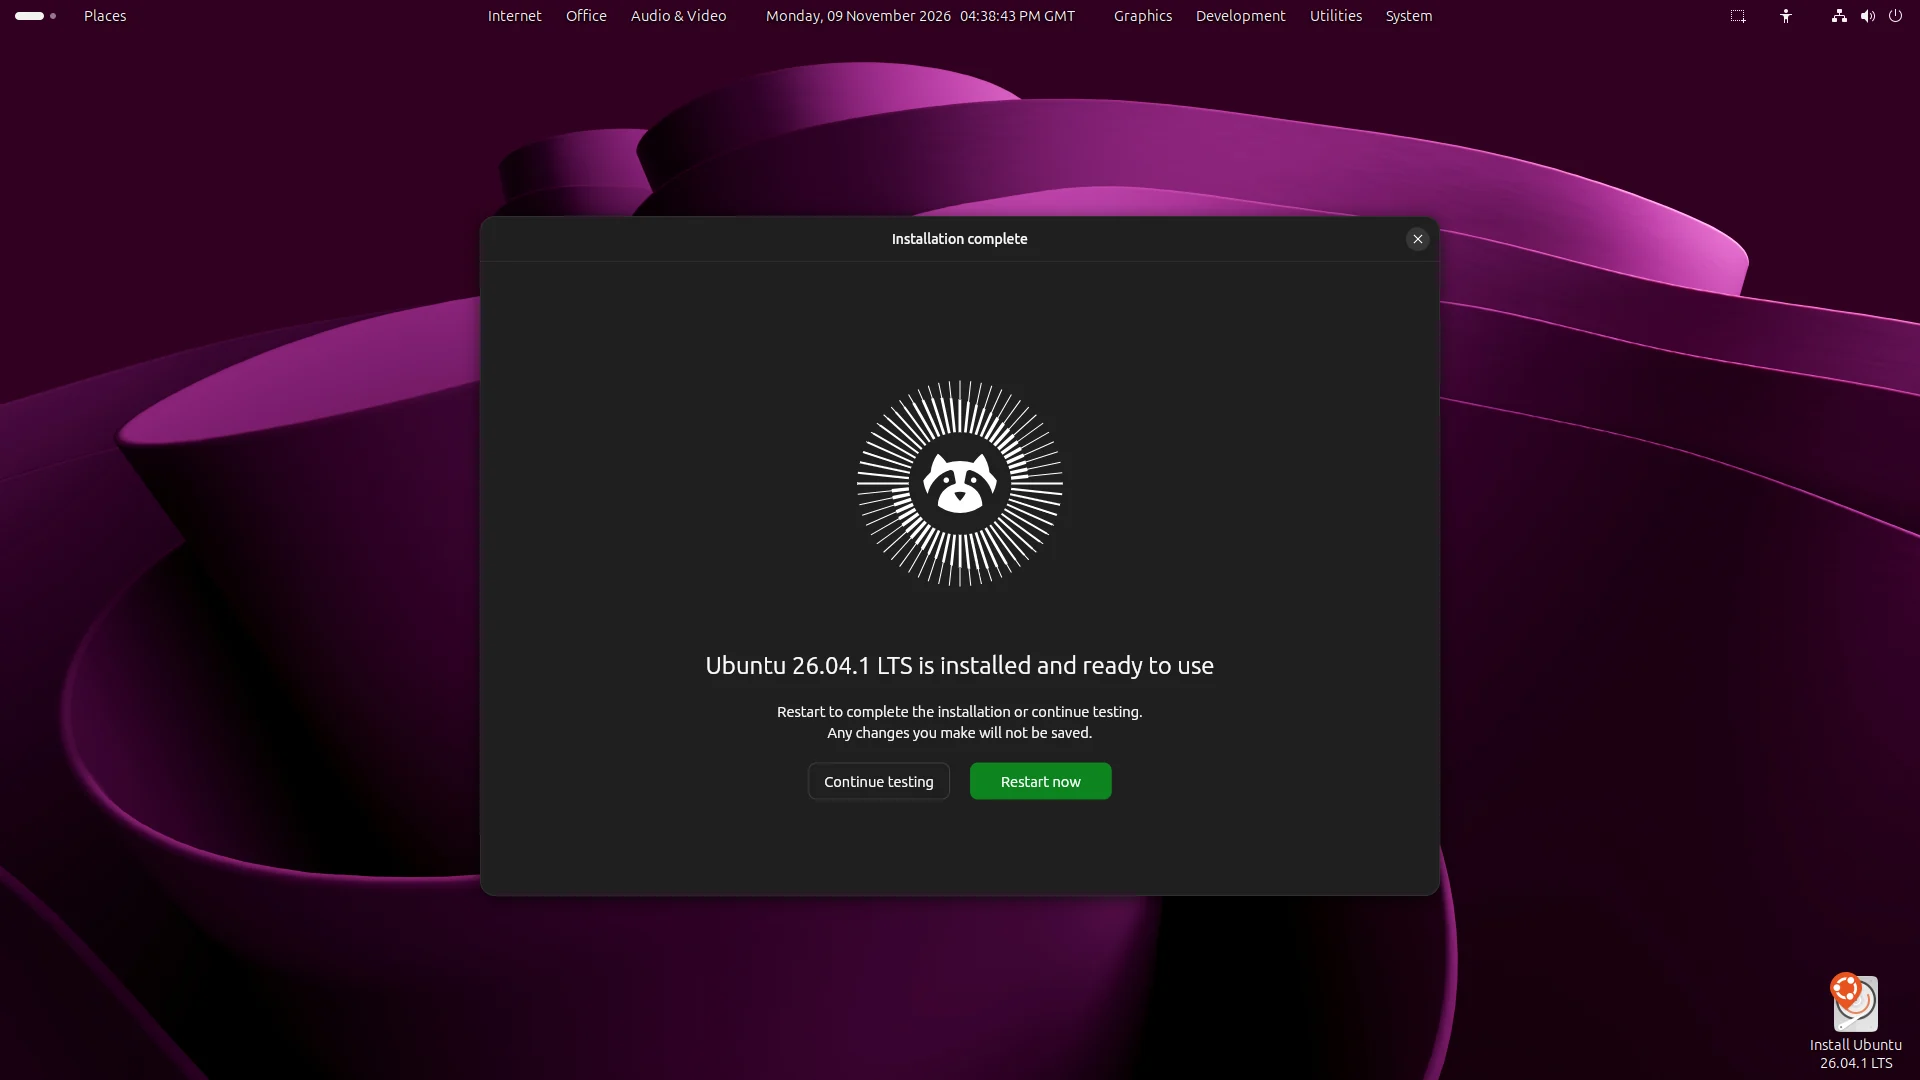 Places
Internet
Office
Audio & Video
Monday, 09 November 2026 04:38:43 PM GMT
Graphics
Development
Utilities
System
Installation complete
Ubuntu 26.04.1 LTS is installed and ready to use
Restart to complete the installation or continue testing.
Any changes you make will not be saved.
Continue testing
Restart now
Install Ubuntu
26.04.1 LTS